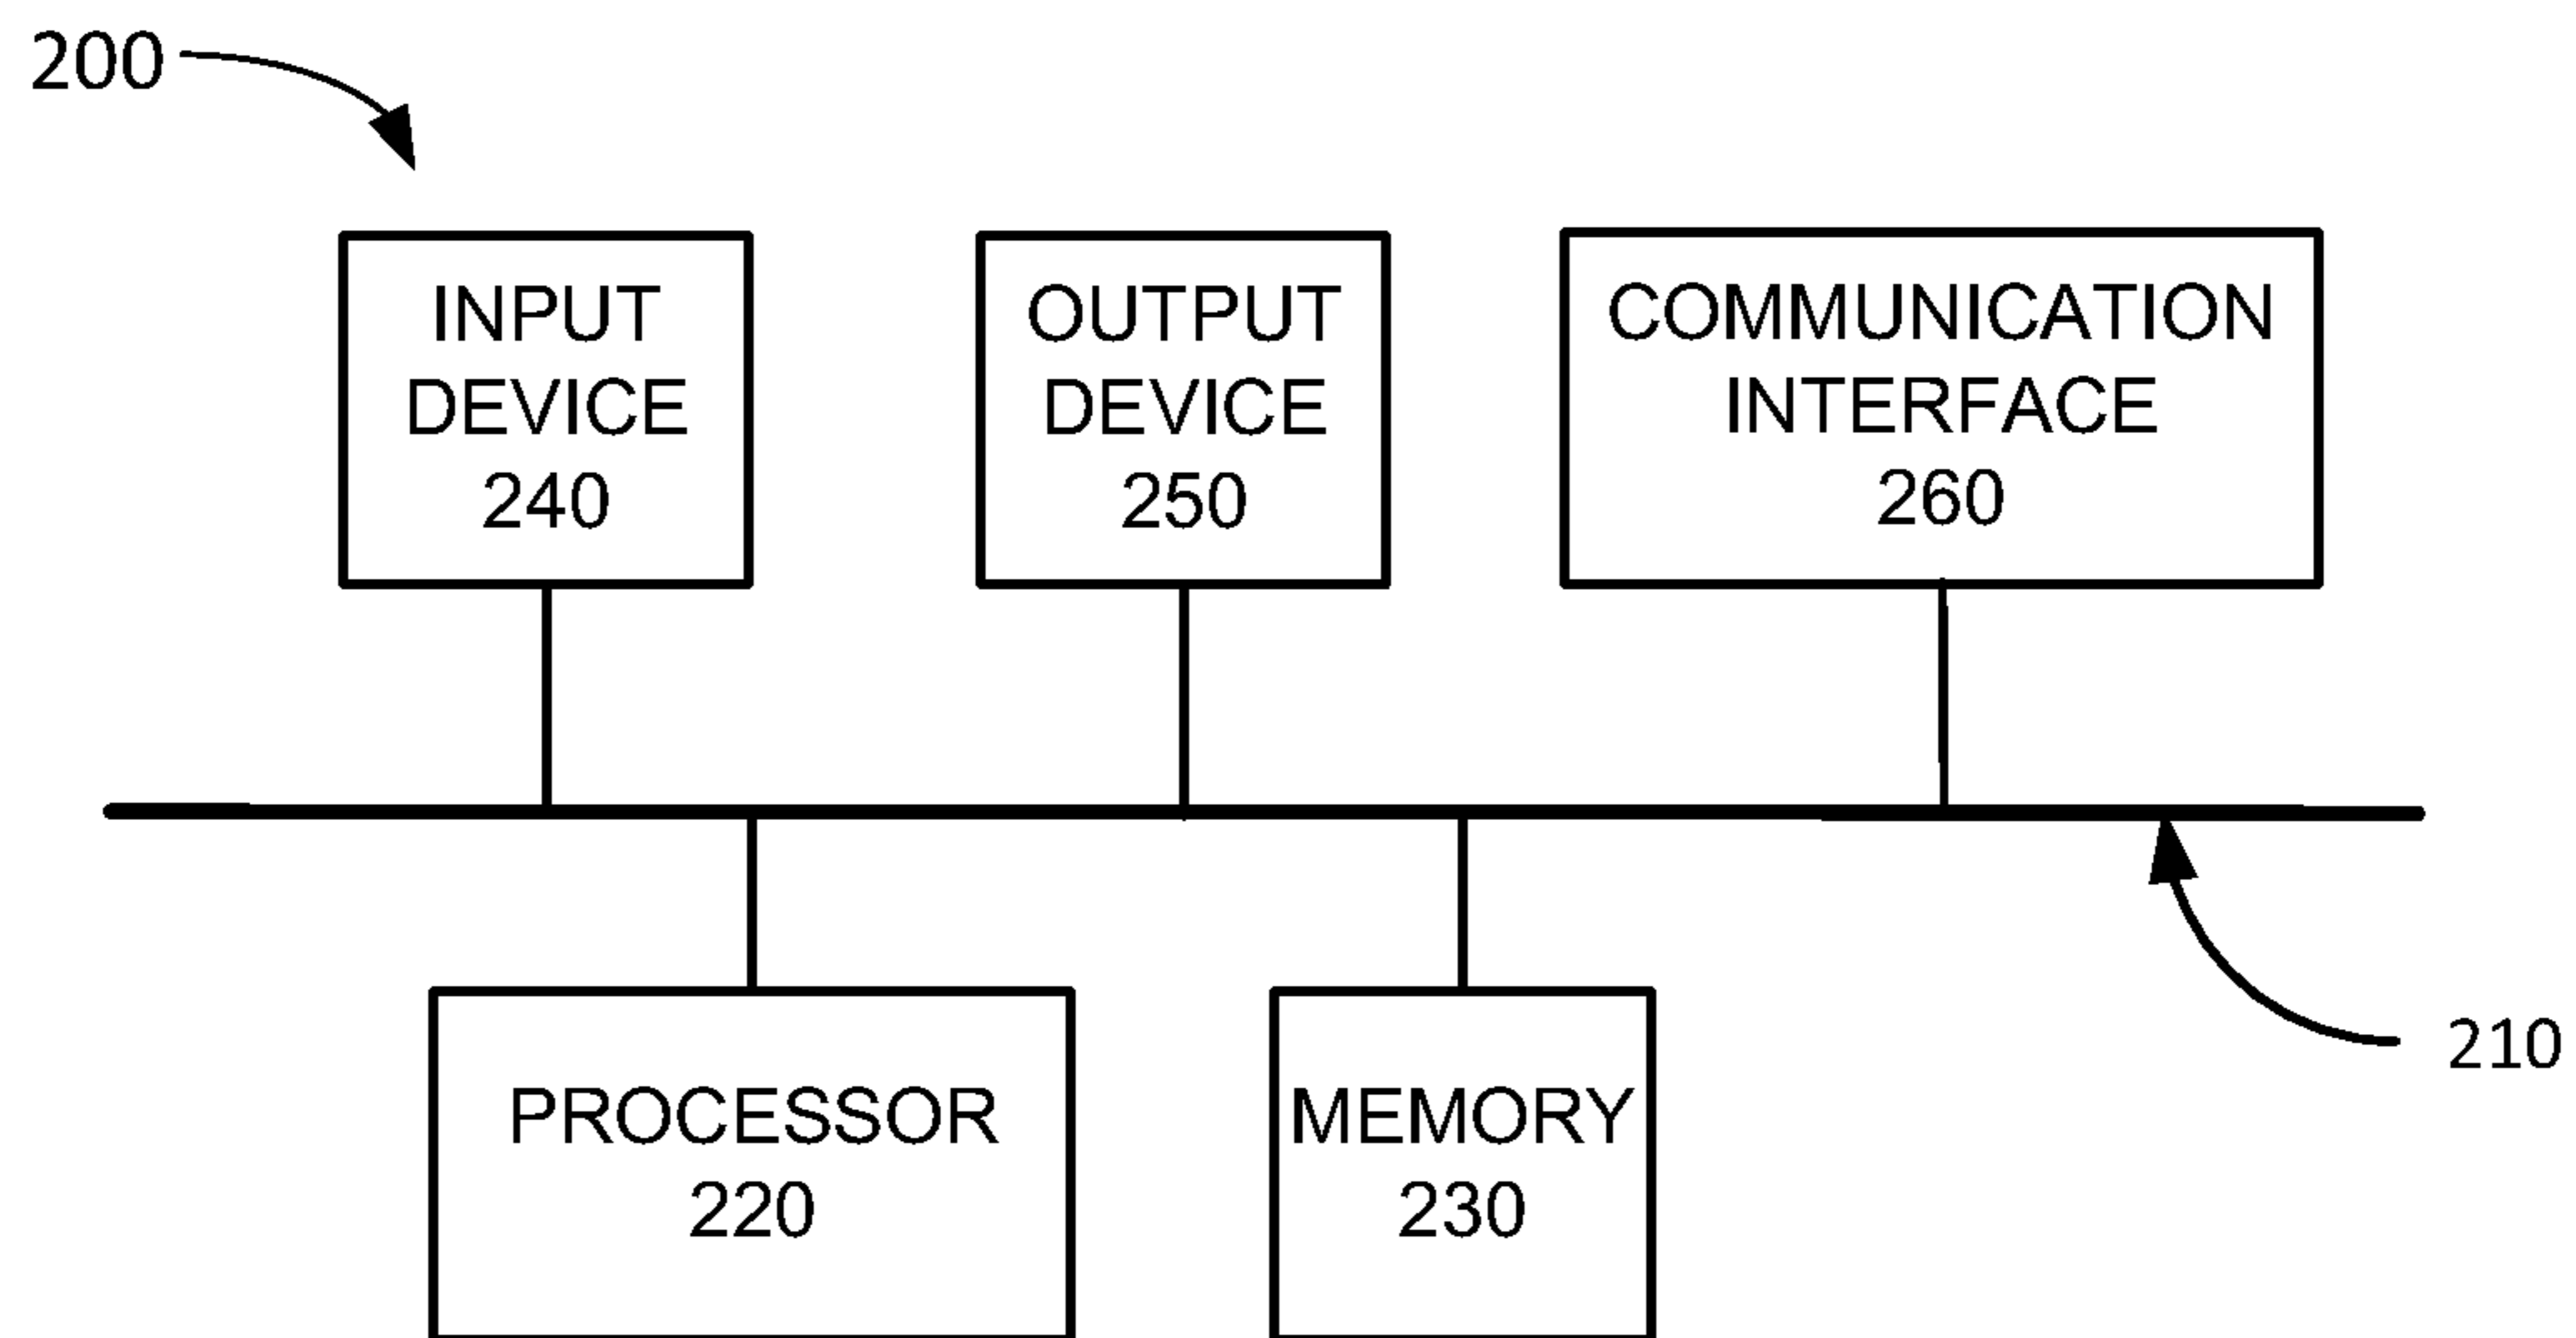 200
INPUT
DEVICE
240
OUTPUT
DEVICE
250
COMMUNICATION
INTERFACE
260
PROCESSOR
220
MEMORY
230
210